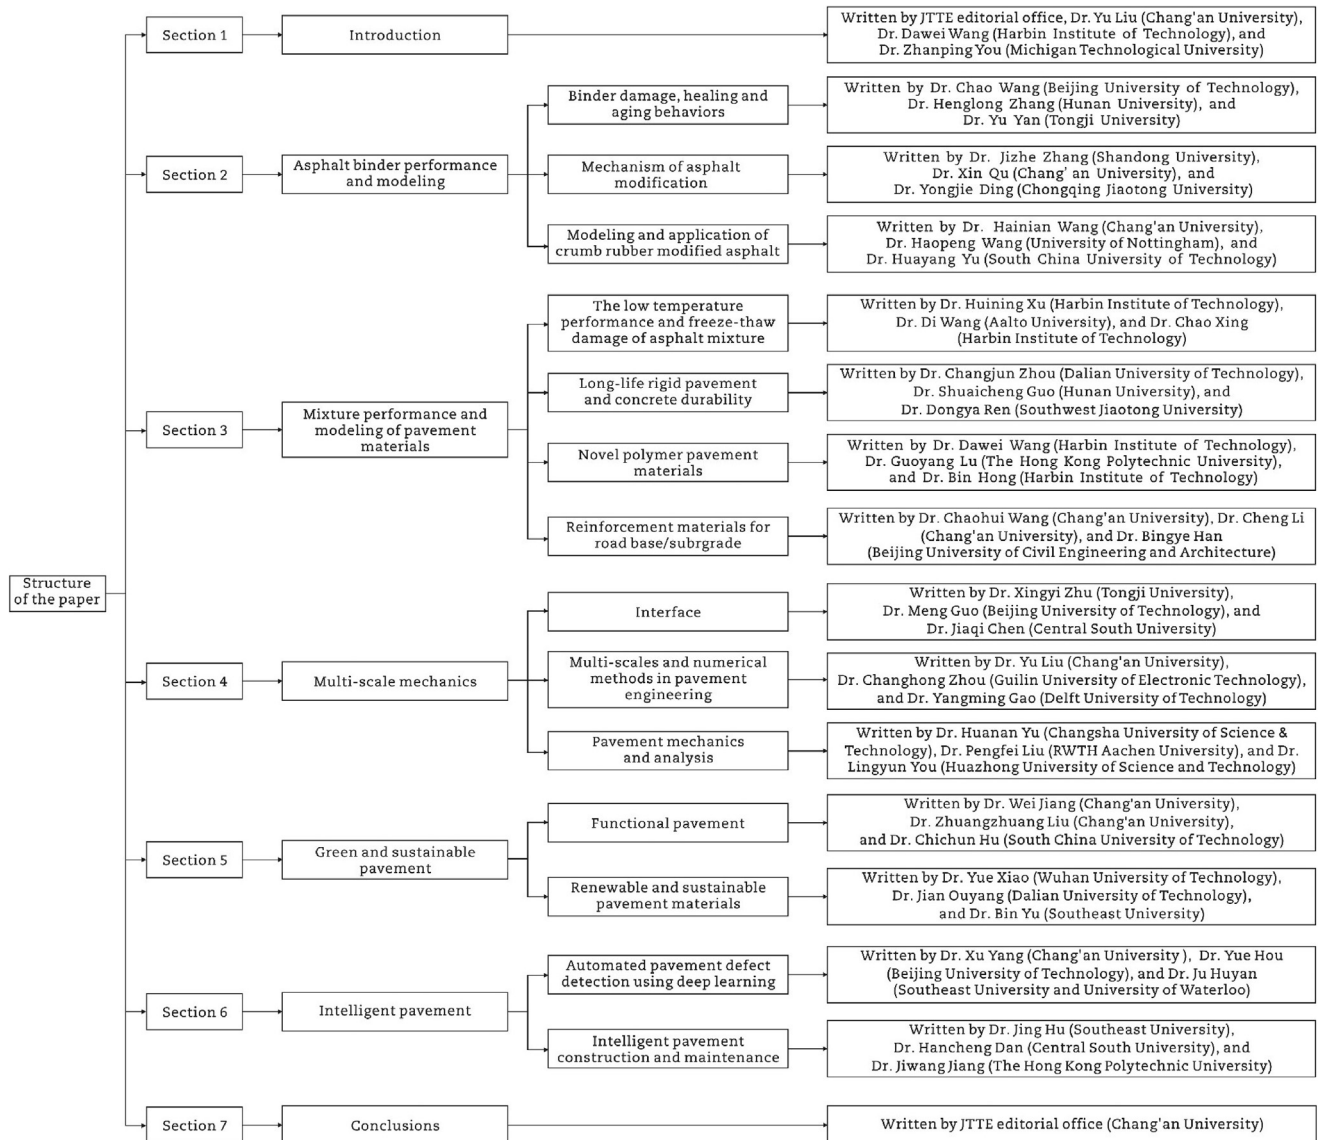 Structure
of the paper
Section 1
Introduction
Written by JTTE editorial office, Dr. Yu Liu (Chang'an University),
Dr. Dawei Wang (Harbin Institute of Technology), and
Dr. Zhanping You (Michigan Technological University)
Section 2
Asphalt binder performance
and modeling
Binder damage, healing and
aging behaviors
Written by Dr. Chao Wang (Beijing University of Technology),
Dr. Henglong Zhang (Hunan University), and
Dr. Yu Yan (Tongji University)
Mechanism of asphalt
modification
Written by Dr. Jizhe Zhang (Shandong University),
Dr. Xin Qu (Chang' an University), and
Dr. Yongjie Ding (Chongqing Jiaotong University)
Modeling and application of
crumb rubber modified asphalt
Written by Dr. Hainian Wang (Chang'an University),
Dr. Haopeng Wang (University of Nottingham), and
Dr. Huayang Yu (South China University of Technology)
Section 3
Mixture performance and
modeling of pavement
materials
The low temperature
performance and freeze-thaw
damage of asphalt mixture
Written by Dr. Huining Xu (Harbin Institute of Technology),
Dr. Di Wang (Aalto University), and Dr. Chao Xing
(Harbin Institute of Technology)
Long-life rigid pavement
and concrete durability
Written by Dr. Changjun Zhou (Dalian University of Technology),
Dr. Shuaicheng Guo (Hunan University), and
Dr. Dongya Ren (Southwest Jiaotong University)
Novel polymer pavement
materials
Written by Dr. Dawei Wang (Harbin Institute of Technology),
Dr. Guoyang Lu (The Hong Kong Polytechnic University),
and Dr. Bin Hong (Harbin Institute of Technology)
Reinforcement materials for
road base/subrgrade
Written by Dr. Chaohui Wang (Chang'an University), Dr. Cheng Li
(Chang'an University), and Dr. Bingye Han
(Beijing University of Civil Engineering and Architecture)
Section 4
Multi-scale mechanics
Interface
Written by Dr. Xingyi Zhu (Tongji University),
Dr. Meng Guo (Beijing University of Technology), and
Dr. Jiaqi Chen (Central South University)
Multi-scales and numerical
methods in pavement
engineering
Written by Dr. Yu Liu (Chang'an University),
Dr. Changhong Zhou (Guilin University of Electronic Technology),
and Dr. Yangming Gao (Delft University of Technology)
Pavement mechanics
and analysis
Written by Dr. Huanan Yu (Changsha University of Science &
Technology), Dr. Pengfei Liu (RWTH Aachen University), and Dr.
Lingyun You (Huazhong University of Science and Technology)
Section 5
Green and sustainable
pavement
Functional pavement
Written by Dr. Wei Jiang (Chang'an University),
Dr. Zhuangzhuang Liu (Chang'an University),
and Dr. Chichun Hu (South China University of Technology)
Renewable and sustainable
pavement materials
Written by Dr. Yue Xiao (Wuhan University of Technology),
Dr. Jian Ouyang (Dalian University of Technology),
and Dr. Bin Yu (Southeast University)
Section 6
Intelligent pavement
Automated pavement defect
detection using deep learning
Written by Dr. Xu Yang (Chang'an University ), Dr. Yue Hou
(Beijing University of Technology), and Dr. Ju Huyan
(Southeast University and University of Waterloo)
Intelligent pavement
construction and maintenance
Written by Dr. Jing Hu (Southeast University),
Dr. Hancheng Dan (Central South University), and
Dr. Jiwang Jiang (The Hong Kong Polytechnic University)
Section 7
Conclusions
Written by JTTE editorial office (Chang'an University)